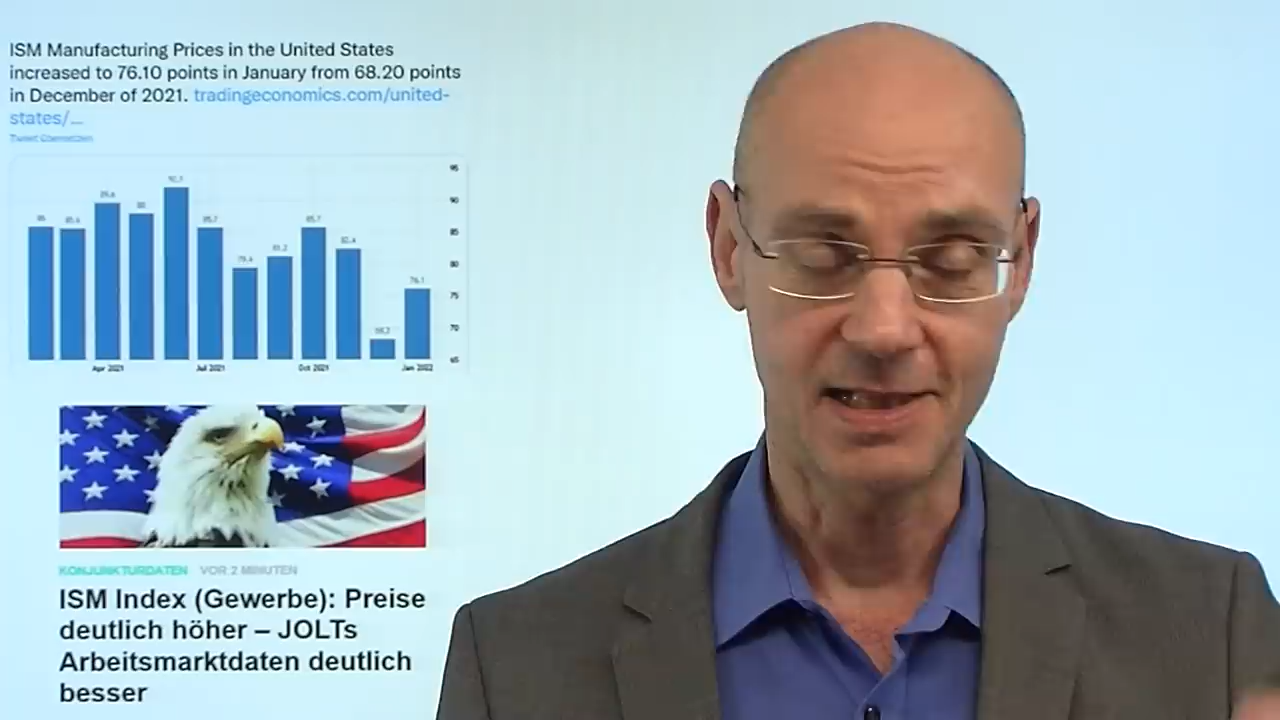 ISM Manufacturing Prices in the United States
increased to 76.10 points in January from 68.20 points
in December of 2021. tradingeconomics.com/united-
states/...
Tweet übersetzen
95
92.1
90
89.6
88
86
85.6
85.7
85.7
85
82.4
81.2
80
79.4
76.1
75
70
68.2
65
Apr 2021
Jul 2021
Oct 2021
Jan 2022
KONJUNKTURDATEN VOR 2 MINUTEN
ISM Index (Gewerbe): Preise
deutlich höher – JOLTs
Arbeitsmarktdaten deutlich
besser